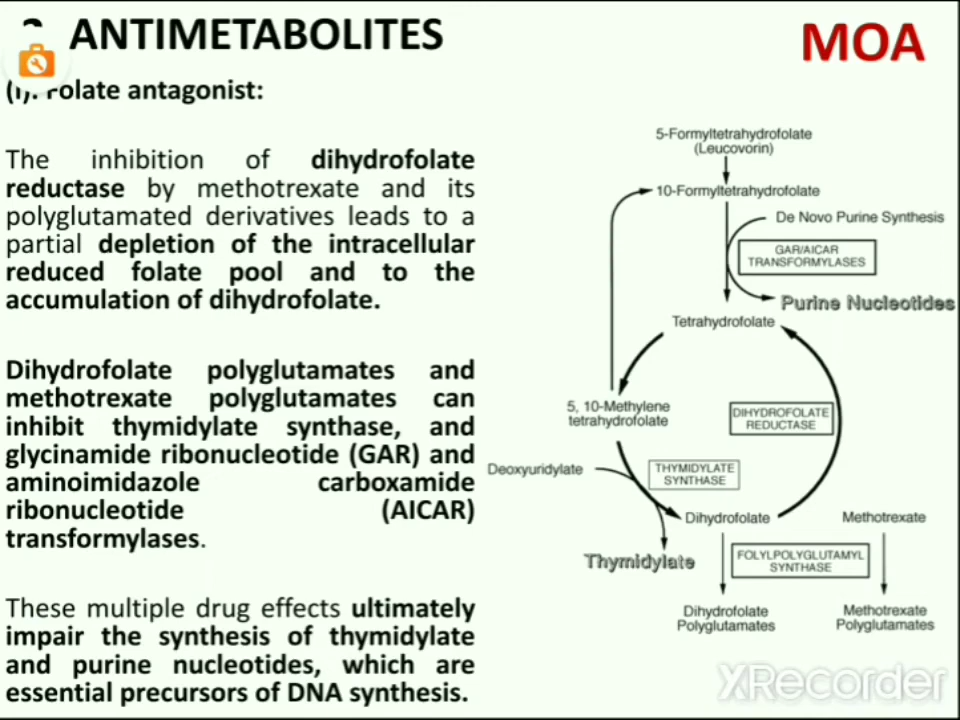 ANTIMETABOLITES
MOA
(I). Folate antagonist:
The inhibition of dihydrofolate
reductase by methotrexate and its
polyglutamated derivatives leads to a
partial depletion of the intracellular
reduced folate pool and to the
accumulation of dihydrofolate.
Dihydrofolate polyglutamates and
methotrexate polyglutamates can
inhibit thymidylate synthase, and
glycinamide ribonucleotide (GAR) and
aminoimidazole carboxamide
ribonucleotide (AICAR)
transformylases.
These multiple drug effects ultimately
impair the synthesis of thymidylate
and purine nucleotides, which are
essential precursors of DNA synthesis.
5-Formyltetrahydrofolate
(Leucovorin)
10-Formyltetrahydrofolate
De Novo Purine Synthesis
GAR/AICAR
TRANSFORMYLASES
Purine Nucleotides
Tetrahydrofolate
5, 10-Methylene
tetrahydrofolate
DIHYDROFOLATE
REDUCTASE
Deoxyuridylate
THYMIDYLATE
SYNTHASE
Dihydrofolate
Methotrexate
Thymidylate
FOLYLPOLYGLUTAMYL
SYNTHASE
Dihydrofolate
Polyglutamates
Methotrexate
Polyglutamates
XRecorder